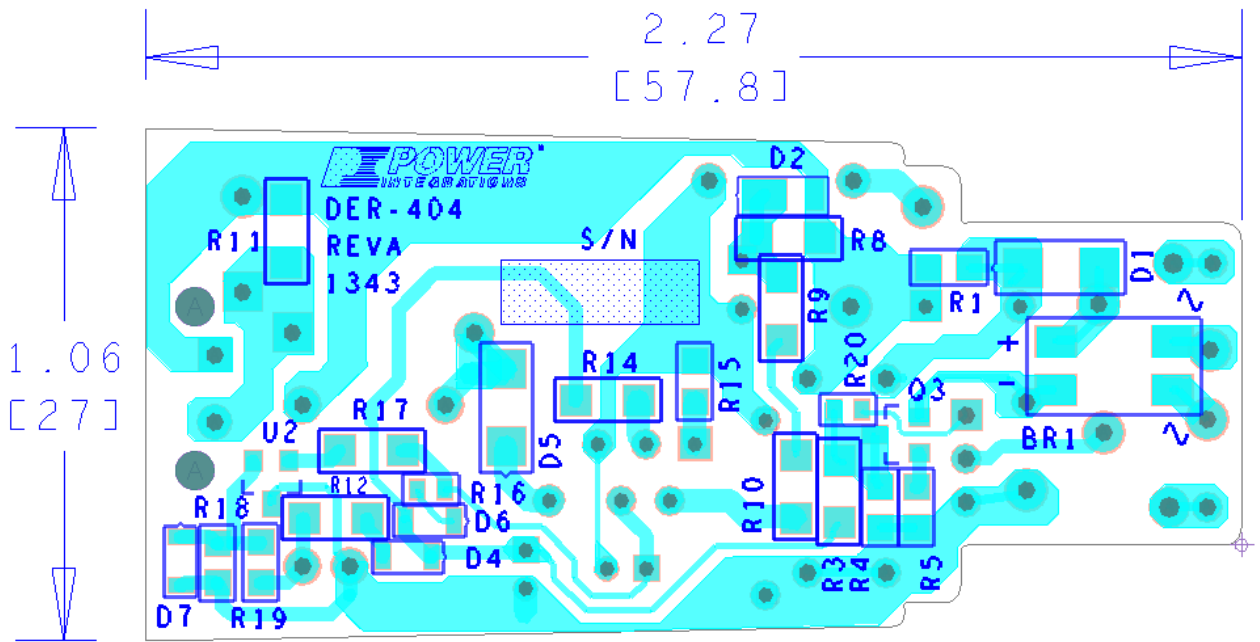 2.27
[57.8]
POWER
INTEGRATIONS
D2
DER-404
R11
REVA
S/N
R8
1343
D1
R1
R9
~
1.06
[27]
+
R14
R15
R20
-
Q3
R17
U2
D5
BR1
~
A
A
R12
R16
R18
R10
D6
D4
R3
R4
R5
D7
R19